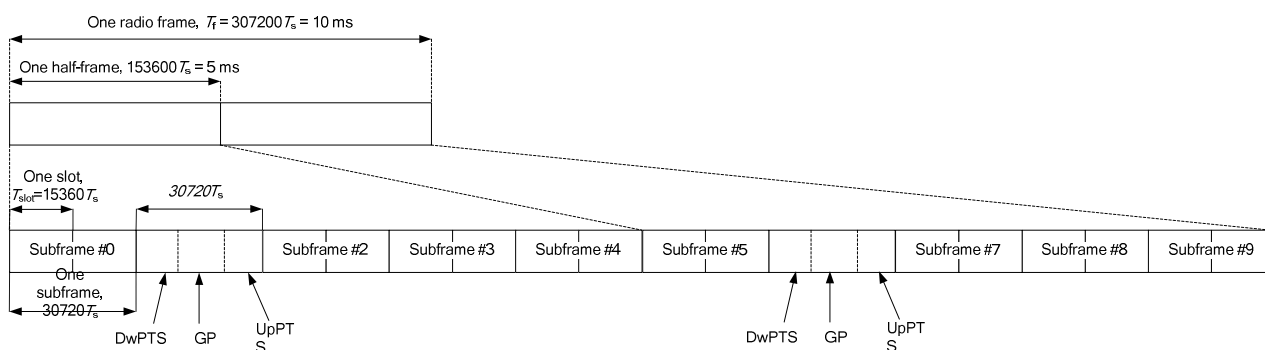 One radio frame, Tf = 307200Ts = 10 ms
One half-frame, 153600Ts = 5 ms
One slot,
Tslot=15360Ts
30720Ts
Subframe #0
Subframe #2
Subframe #3
Subframe #4
Subframe #5
Subframe #7
Subframe #8
Subframe #9
One
subframe,
30720Ts
DwPTS
GP
UpPT
S
DwPTS
GP
UpPT
S